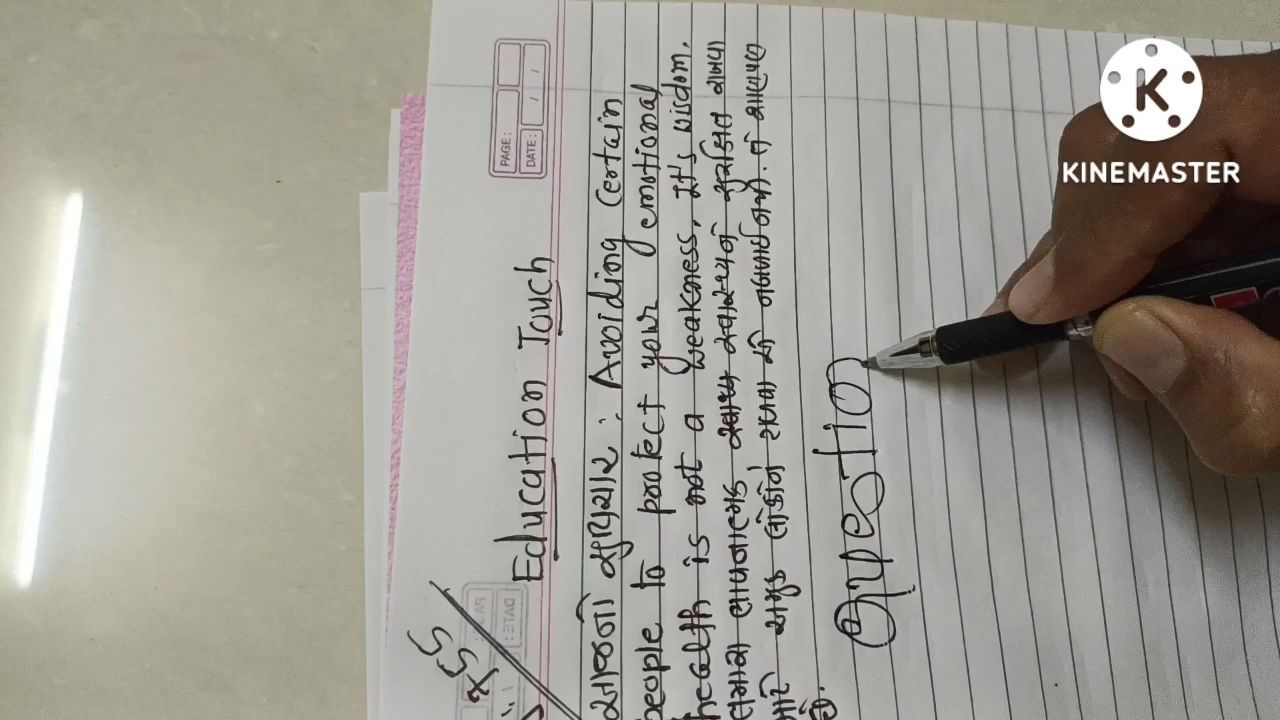 Education Touch
આજનો સુવિચાર : Avoiding Certain
people to protect your emotional
health is not a weakness, It's wisdom.
તમારા ભાવનાત્મક સ્વાસ્થ્યને સુરક્ષિત રાખવા
માટે અમુક લોકોને ટાળવા એ નબળાઈ નથી. તે શાણપણ
છે.
Question
PAGE:
DATE: / /
K
KINEMASTER